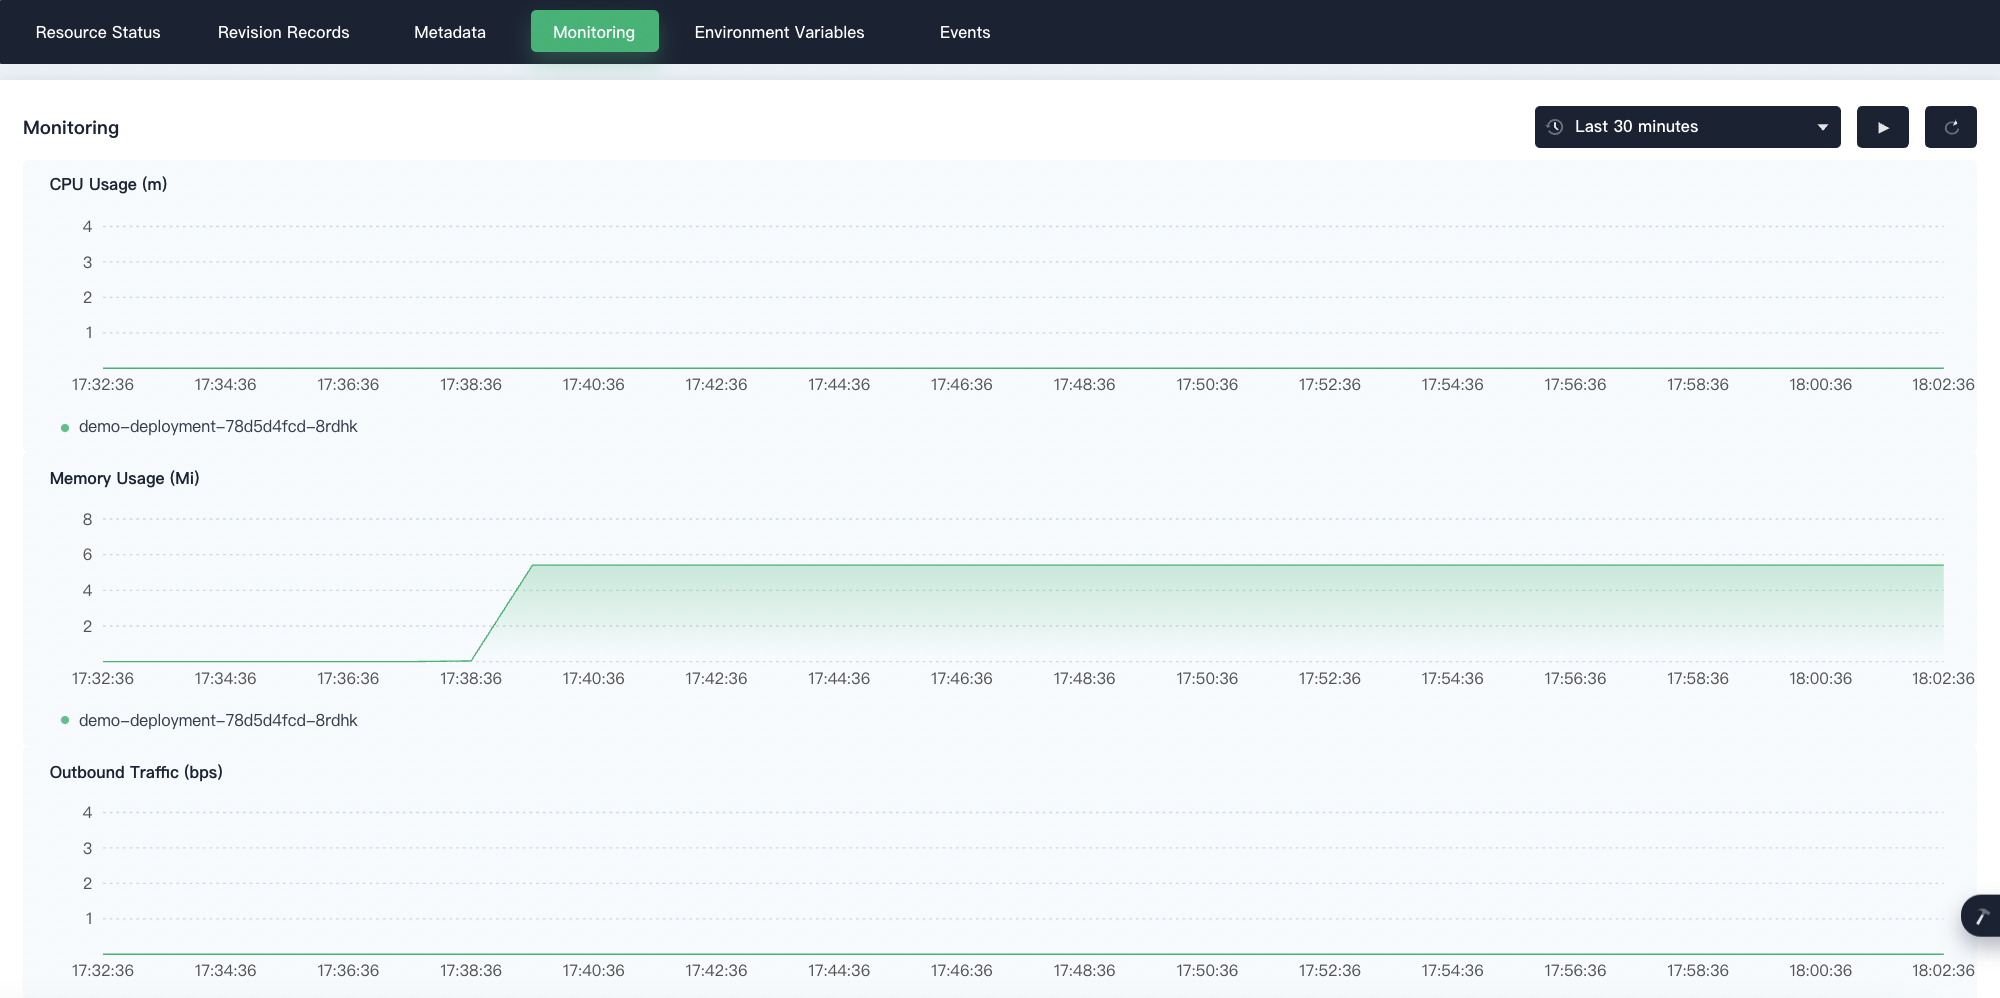 Resource Status Revision Records Metadata Monitoring Environment Variables Events
Monitoring Last 30 minutes
CPU Usage (m)
4
3
2
1
17:32:36 17:34:36 17:36:36 17:38:36 17:40:36 17:42:36 17:44:36 17:46:36 17:48:36 17:50:36 17:52:36 17:54:36 17:56:36 17:58:36 18:00:36 18:02:36
demo-deployment-78d5d4fcd-8rdhk
Memory Usage (Mi)
8
6
4
2
17:32:36 17:34:36 17:36:36 17:38:36 17:40:36 17:42:36 17:44:36 17:46:36 17:48:36 17:50:36 17:52:36 17:54:36 17:56:36 17:58:36 18:00:36 18:02:36
demo-deployment-78d5d4fcd-8rdhk
Outbound Traffic (bps)
4
3
2
1
17:32:36 17:34:36 17:36:36 17:38:36 17:40:36 17:42:36 17:44:36 17:46:36 17:48:36 17:50:36 17:52:36 17:54:36 17:56:36 17:58:36 18:00:36 18:02:36